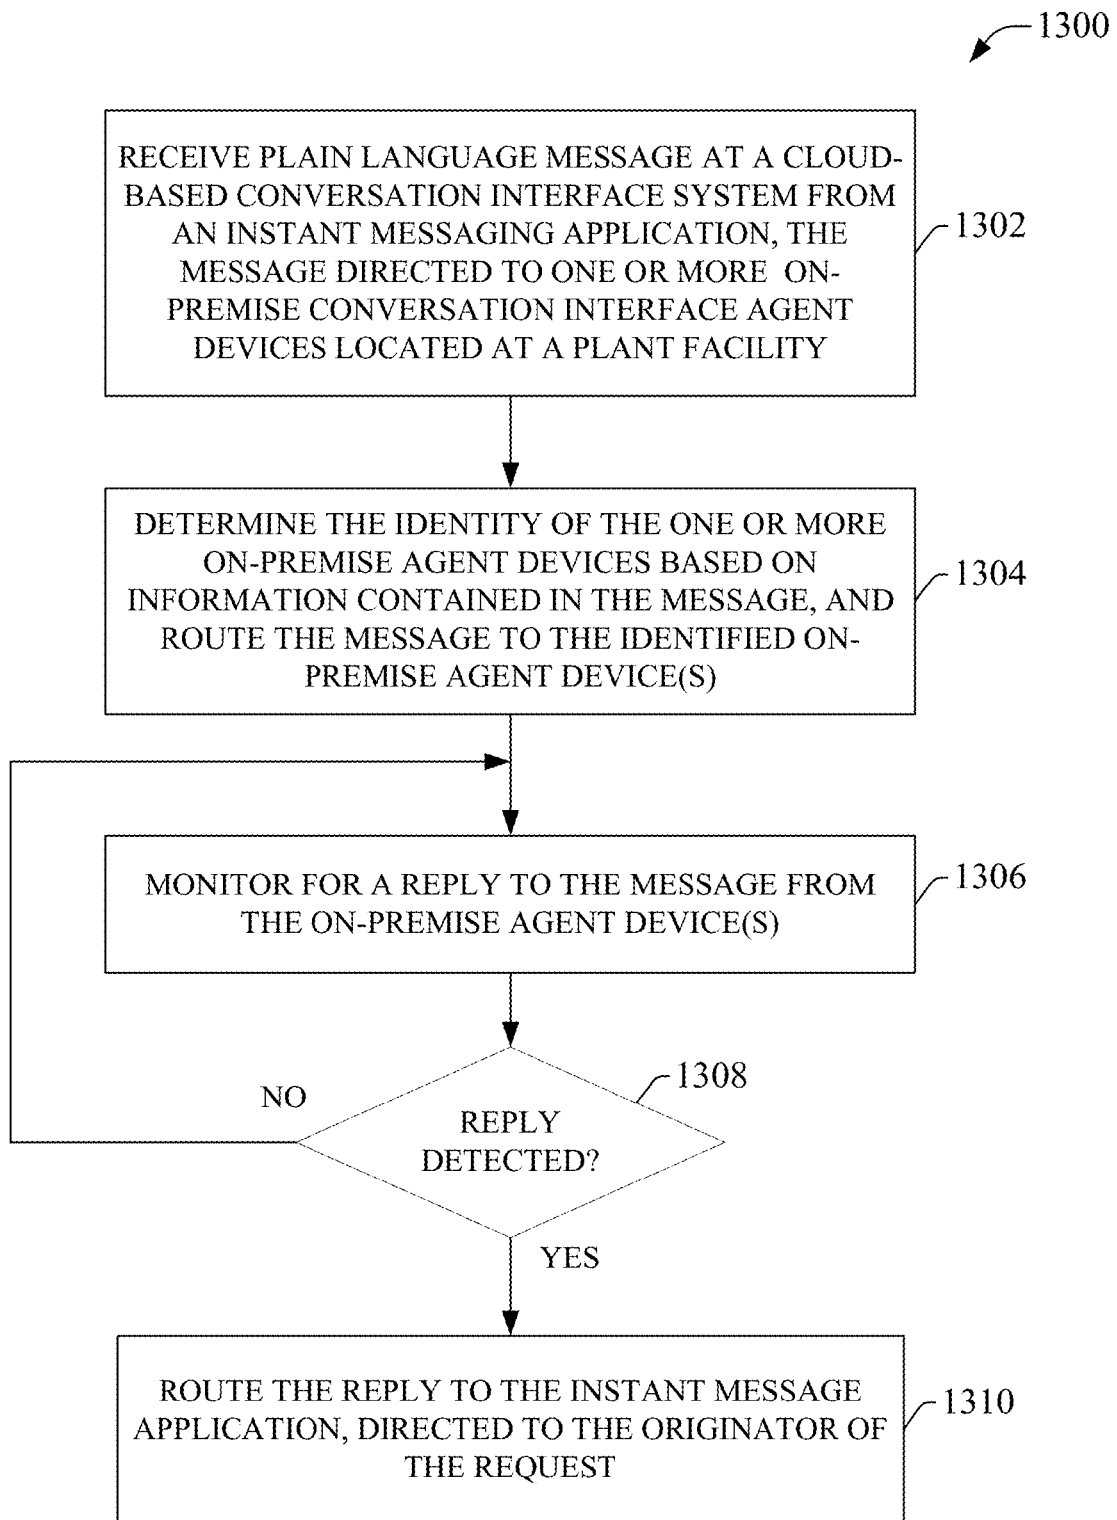 1300
RECEIVE PLAIN LANGUAGE MESSAGE AT A CLOUD-
BASED CONVERSATION INTERFACE SYSTEM FROM
AN INSTANT MESSAGING APPLICATION, THE
MESSAGE DIRECTED TO ONE OR MORE ON-
PREMISE CONVERSATION INTERFACE AGENT
DEVICES LOCATED AT A PLANT FACILITY
1302
DETERMINE THE IDENTITY OF THE ONE OR MORE
ON-PREMISE AGENT DEVICES BASED ON
INFORMATION CONTAINED IN THE MESSAGE, AND
ROUTE THE MESSAGE TO THE IDENTIFIED ON-
PREMISE AGENT DEVICE(S)
1304
MONITOR FOR A REPLY TO THE MESSAGE FROM
THE ON-PREMISE AGENT DEVICE(S)
1306
REPLY
DETECTED?
1308
NO
YES
ROUTE THE REPLY TO THE INSTANT MESSAGE
APPLICATION, DIRECTED TO THE ORIGINATOR OF
THE REQUEST
1310